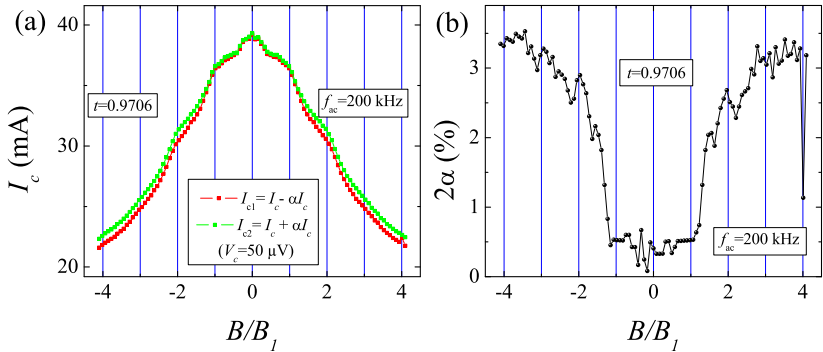 (a)
40
30
20
I_c (mA)
t=0.9706
f_ac=200 kHz
I_c1= I_c - αI_c
I_c2= I_c + αI_c
(V_c=50 µV)
-4 -2 0 2 4
B/B_1
(b)
3
2
1
0
2α (%)
t=0.9706
f_ac=200 kHz
-4 -2 0 2 4
B/B_1